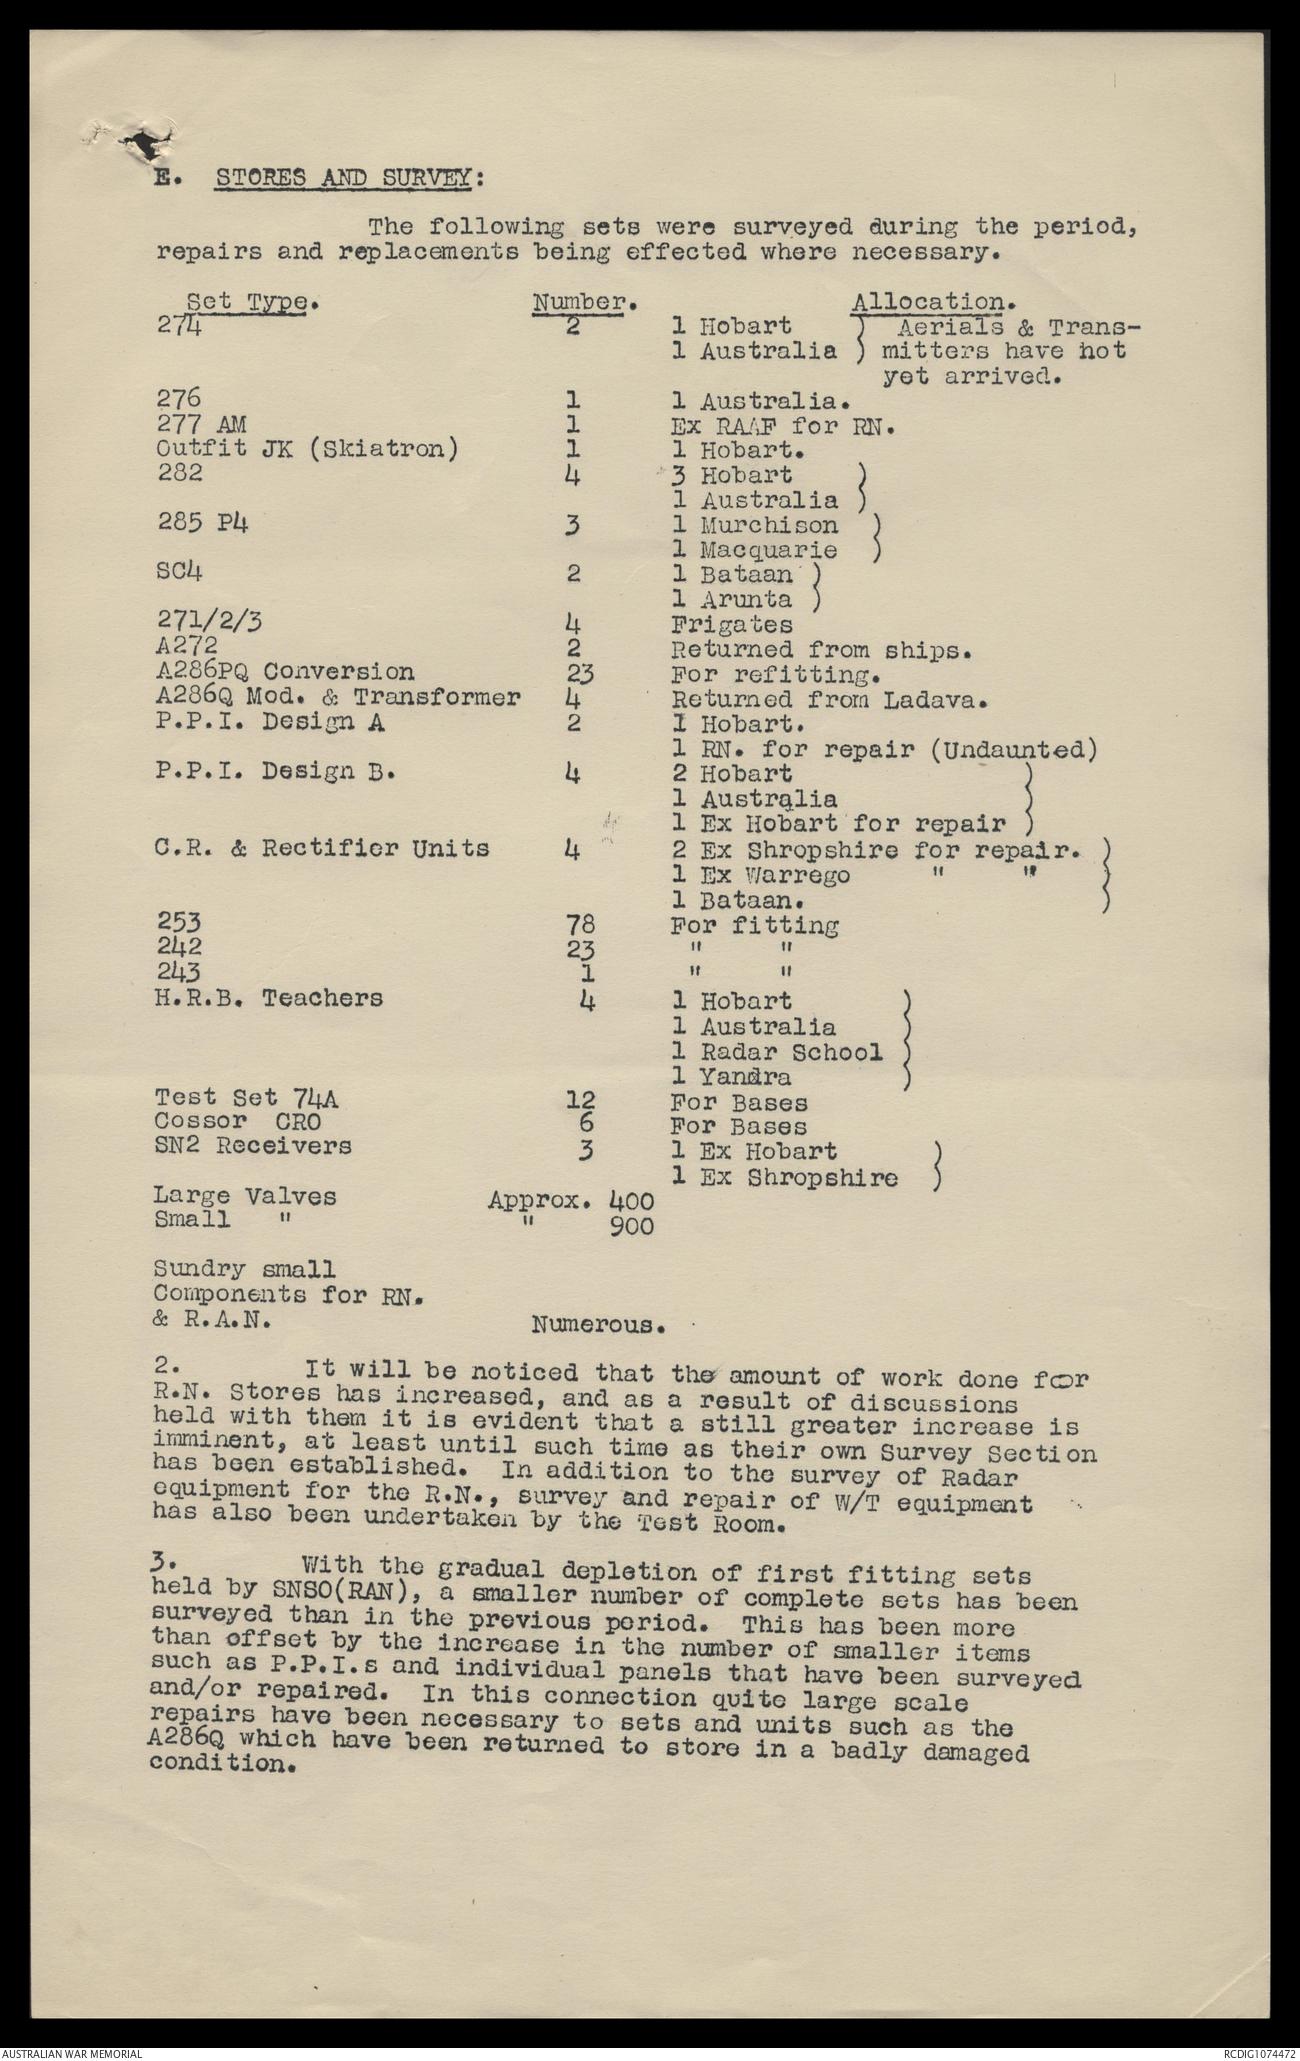 E. STORES AND SURVEY:
The following sets were surveyed during the period,
repairs and replacements being effected where necessary.
Set Type. Number. Allocation.
274 2 1 Hobart ) Aerials & Trans-
1 Australia ) mitters have not
yet arrived.
276 1 1 Australia.
277 AM 1 Ex RAAF for RN.
Outfit JK (Skiatron) 1 1 Hobart.
282 4 3 Hobart )
1 Australia )
285 P4 3 1 Murchison )
1 Macquarie )
SC4 2 1 Bataan )
1 Arunta )
271/2/3 4 Frigates
A272 2 Returned from ships.
A286PQ Conversion 23 For refitting.
A286Q Mod. & Transformer 4 Returned from Ladava.
P.P.I. Design A 2 1 Hobart.
1 RN. for repair (Undaunted)
P.P.I. Design B. 4 2 Hobart )
1 Australia )
1 Ex Hobart for repair )
C.R. & Rectifier Units 4 2 Ex Shropshire for repair. )
1 Ex Warrego " " )
1 Bataan. )
253 78 For fitting
242 23 " "
243 1 " "
H.R.B. Teachers 4 1 Hobart )
1 Australia )
1 Radar School )
1 Yandra )
Test Set 74A 12 For Bases
Cossor CRO 6 For Bases
SN2 Receivers 3 1 Ex Hobart )
1 Ex Shropshire )
Large Valves Approx. 400
Small " " 900
Sundry small
Components for RN.
& R.A.N. Numerous.
2. It will be noticed that the amount of work done for
R.N. Stores has increased, and as a result of discussions
held with them it is evident that a still greater increase is
imminent, at least until such time as their own Survey Section
has been established. In addition to the survey of Radar
equipment for the R.N., survey and repair of W/T equipment
has also been undertaken by the Test Room.
3. With the gradual depletion of first fitting sets
held by SNSO(RAN), a smaller number of complete sets has been
surveyed than in the previous period. This has been more
than offset by the increase in the number of smaller items
such as P.P.I.s and individual panels that have been surveyed
and/or repaired. In this connection quite large scale
repairs have been necessary to sets and units such as the
A286Q which have been returned to store in a badly damaged
condition.
AUSTRALIAN WAR MEMORIAL RCDIG1074472